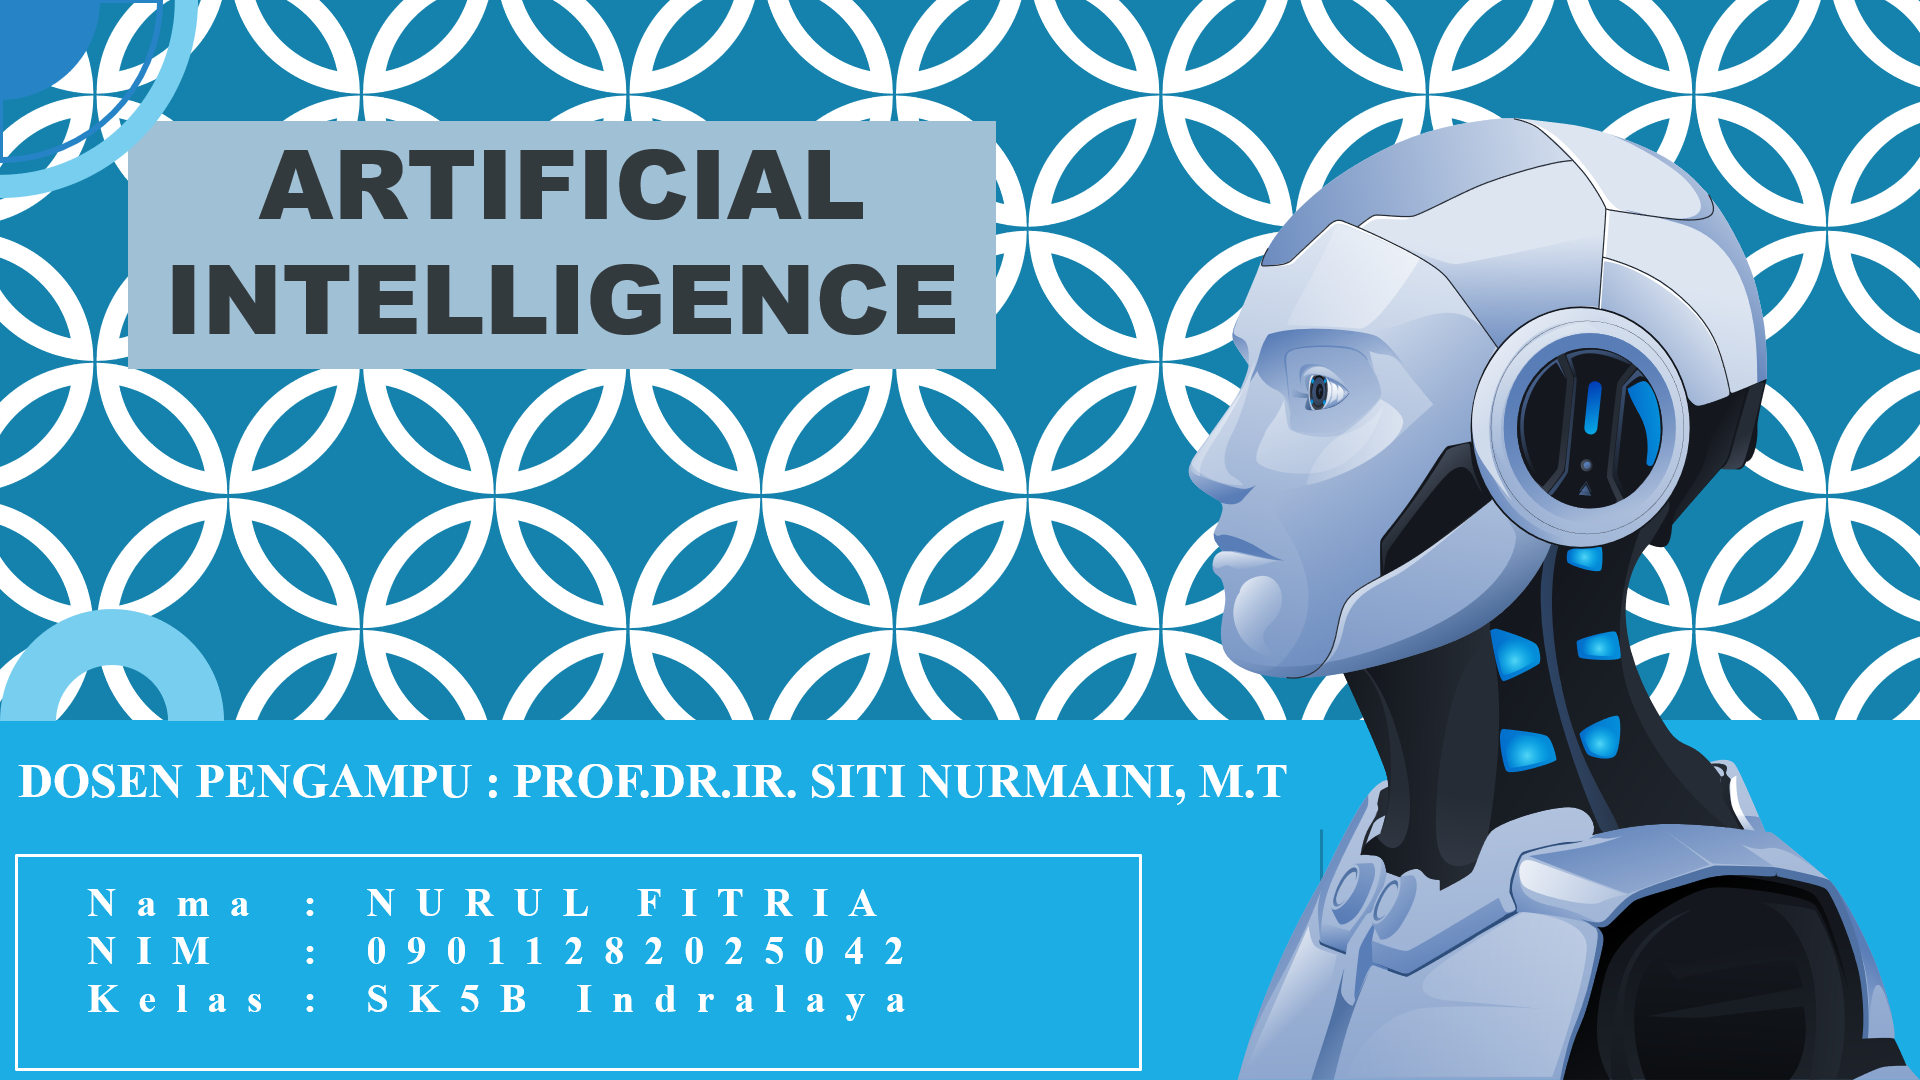 ARTIFICIAL
INTELLIGENCE
DOSEN PENGAMPU : PROF.DR.IR. SITI NURMAINI, M.T
Nama : NURUL FITRIA
NIM : 09011282025042
Kelas : SK5B Indralaya